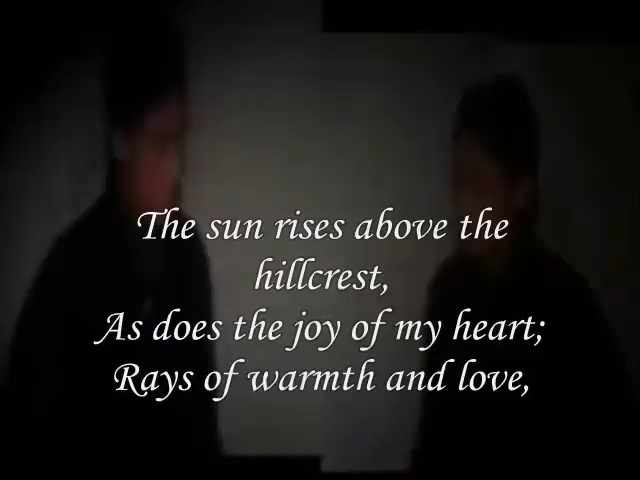 The sun rises above the
hillcrest,
As does the joy of my heart;
Rays of warmth and love,